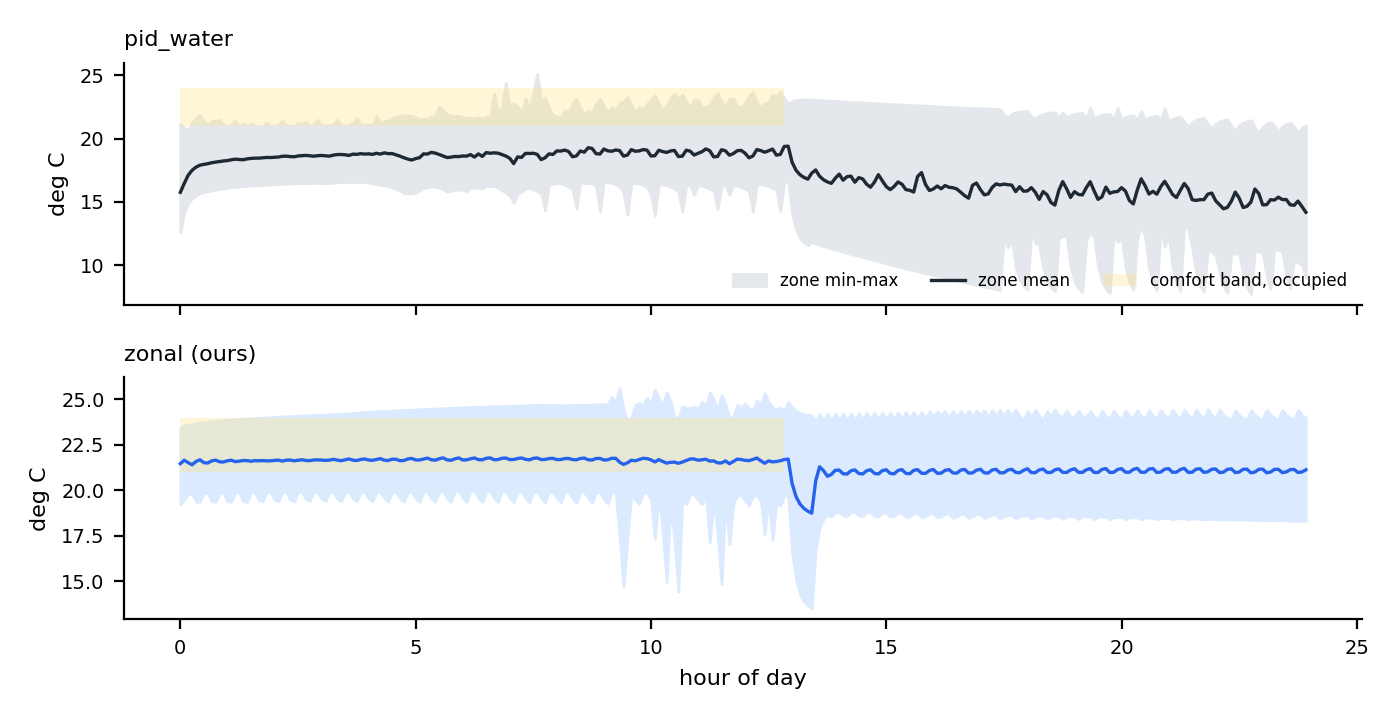 pid_water
25
20
15
10
deg C
zone min-max zone mean comfort band, occupied
zonal (ours)
25.0
22.5
20.0
17.5
15.0
deg C
0 5 10 15 20 25
hour of day